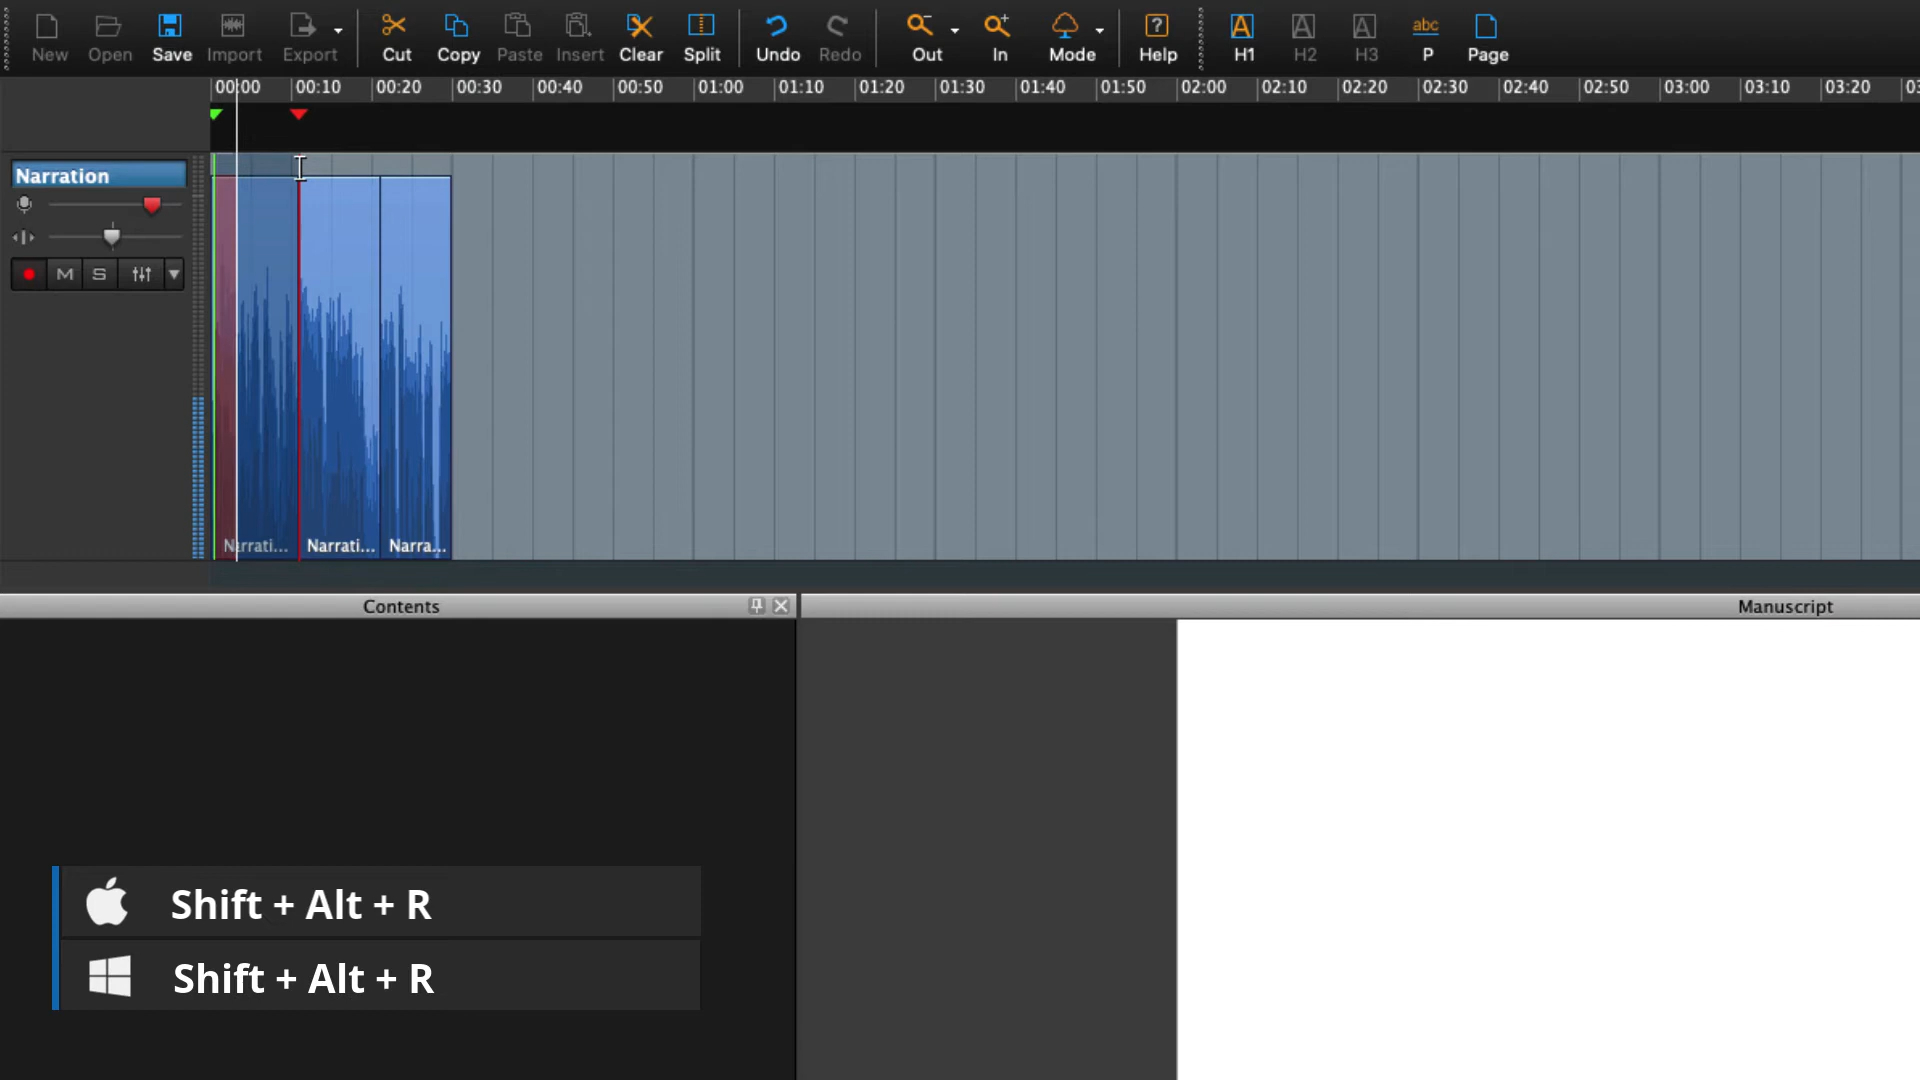 New Open Save Import Export Cut Copy Paste Insert Clear Split Undo Redo Out In Mode Help H1 H2 H3 abc P Page
00:00 00:10 00:20 00:30 00:40 00:50 01:00 01:10 01:20 01:30 01:40 01:50 02:00 02:10 02:20 02:30 02:40 02:50 03:00 03:10 03:20
Narration
M S
Narrati... Narrati... Narra...
Contents Manuscript
Shift + Alt + R
Shift + Alt + R